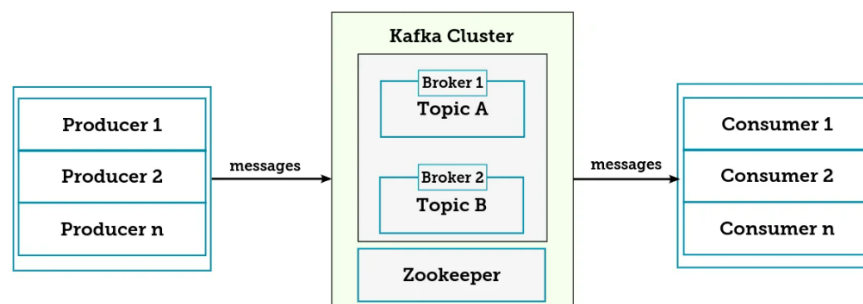 Kafka Cluster
Broker 1
Topic A
Producer 1
Consumer 1
messages
messages
Producer 2
Broker 2
Consumer 2
Topic B
Producer n
Consumer n
Zookeeper